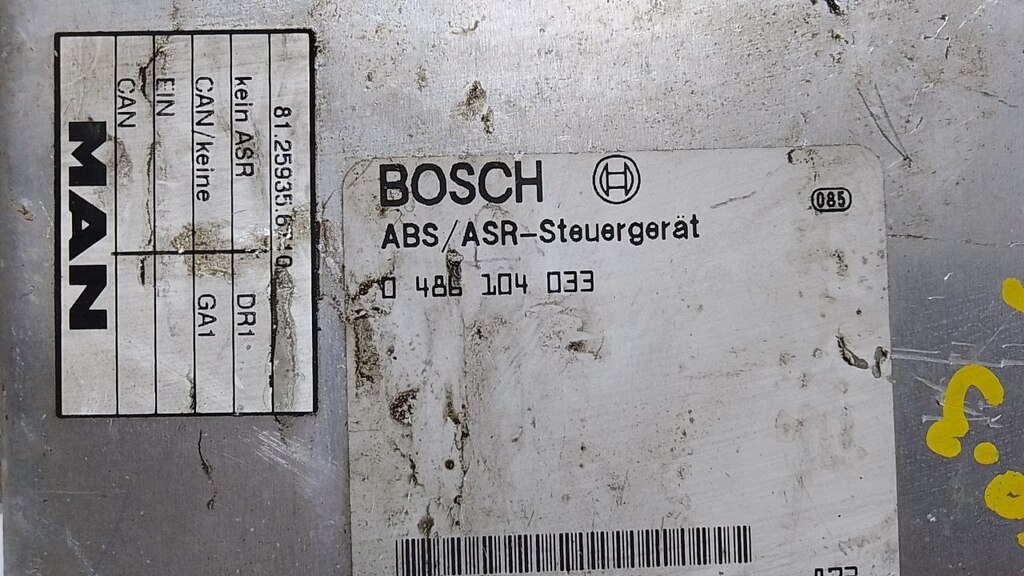 81.25935.6
kein ASR DR1
CAN/keine GA1
EIN
CAN
MAN
BOSCH
085
ABS/ASR-Steuergerät
0 486 104 033